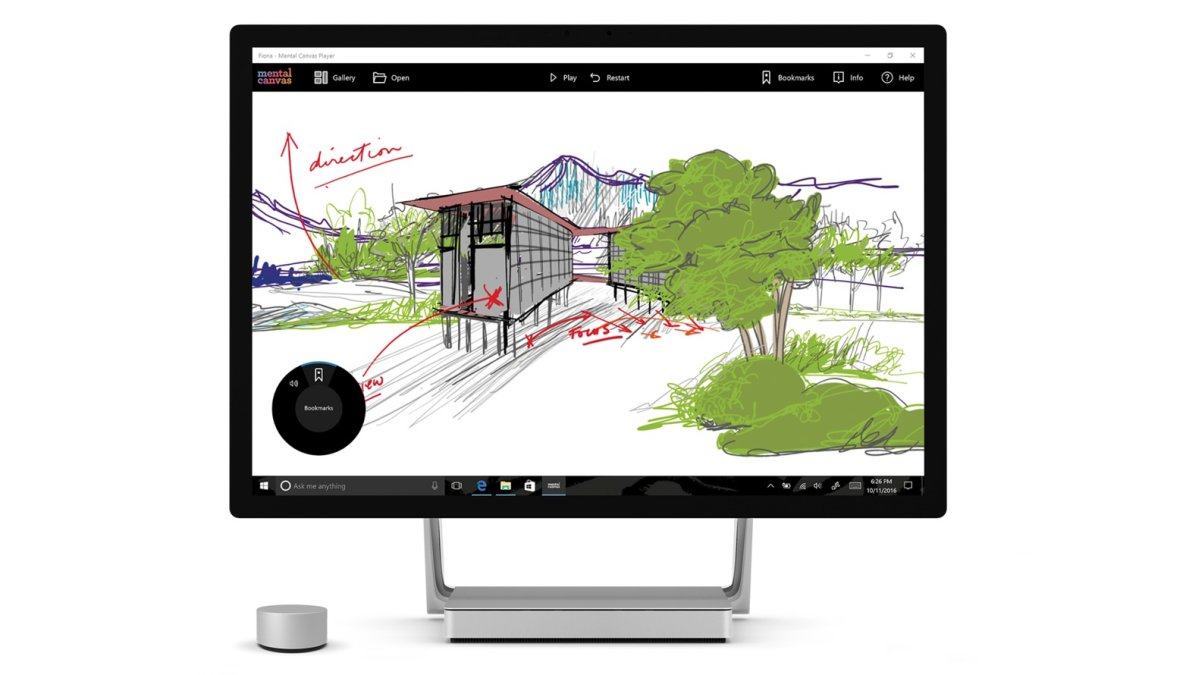 Fiona - Mental Canvas Player
mental
canvas
Gallery
Open
Play
Restart
Bookmarks
Info
Help
direction
Focus
Bookmarks
Ask me anything
6:26 PM
10/11/2016